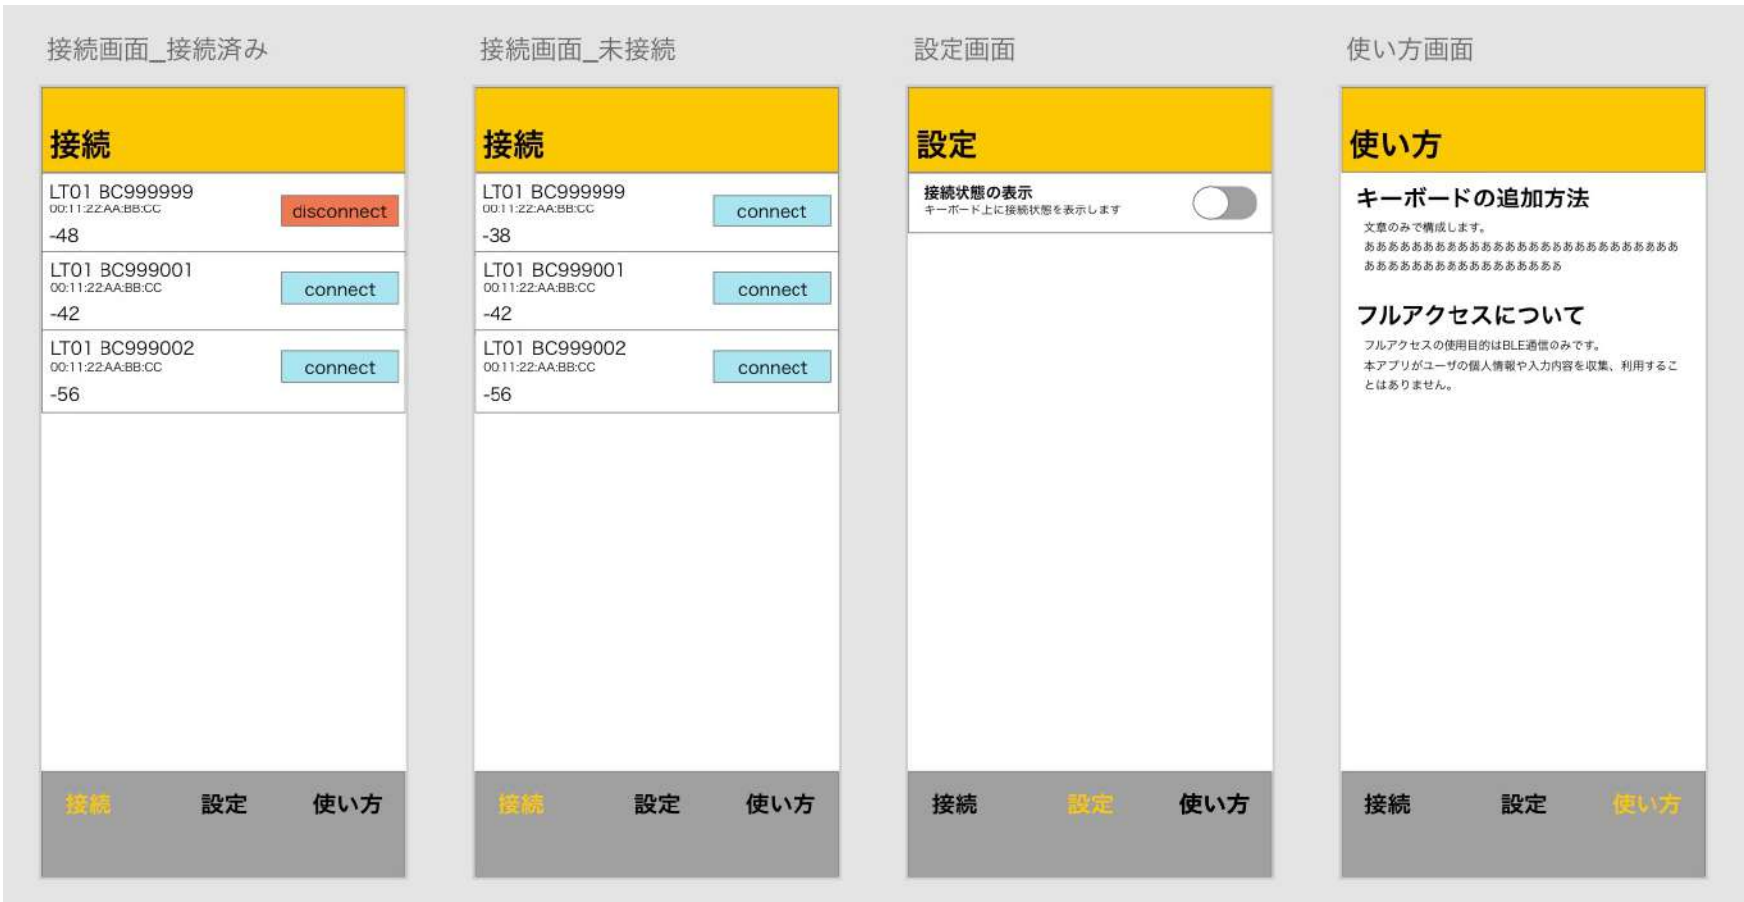 接続画面_接続済み
接続
LT01 BC999999
00:11:22:AA:BB:CC
disconnect
-48
LT01 BC999001
00:11:22:AA:BB:CC
connect
-42
LT01 BC999002
00:11:22:AA:BB:CC
connect
-56
接続 設定 使い方
接続画面_未接続
接続
LT01 BC999999
00:11:22:AA:BB:CC
connect
-38
LT01 BC999001
00:11:22:AA:BB:CC
connect
-42
LT01 BC999002
00:11:22:AA:BB:CC
connect
-56
接続 設定 使い方
設定画面
設定
接続状態の表示
キーボード上に接続状態を表示します
接続 設定 使い方
使い方画面
使い方
キーボードの追加方法
文章のみで構成します。
あああああああああああああああああああああああああああ
あああああああああああああああああ
フルアクセスについて
フルアクセスの使用目的はBLE通信のみです。
本アプリがユーザの個人情報や入力内容を収集、利用するこ
とはありません。
接続 設定 使い方